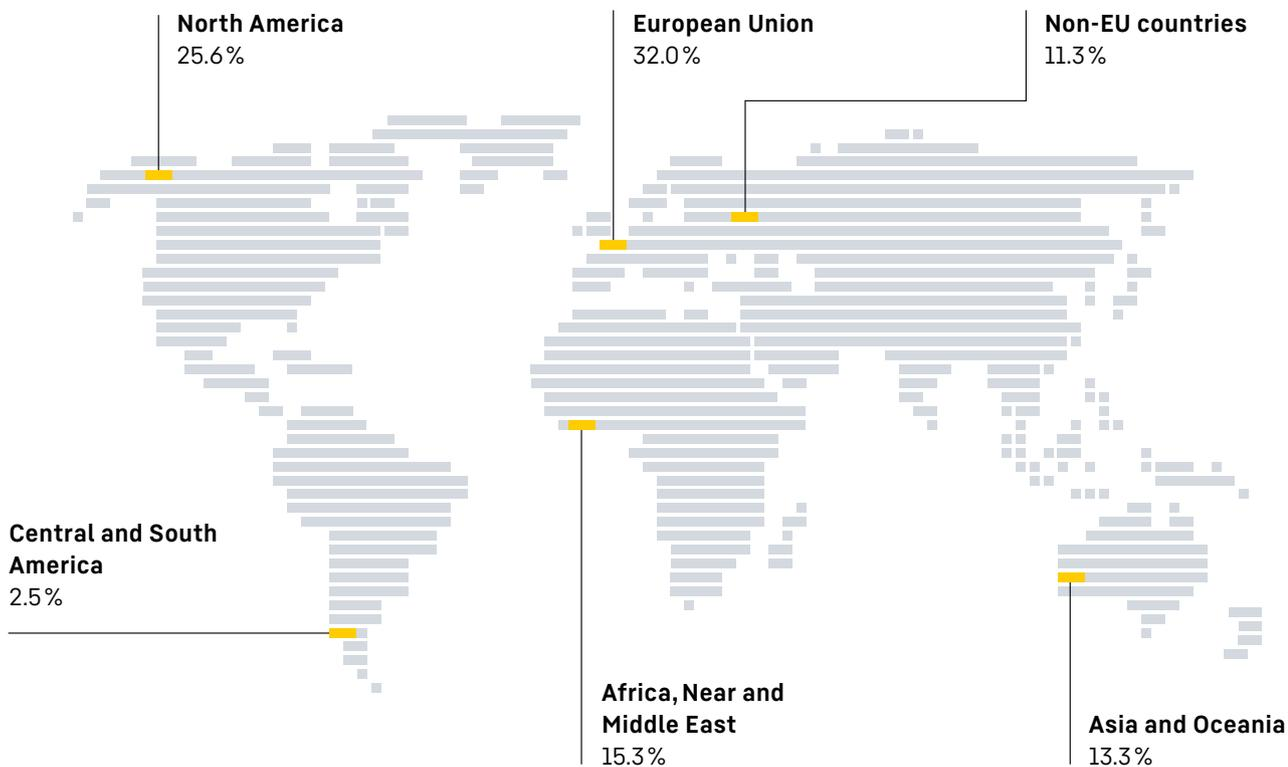 North America
25.6 %
European Union
32.0 %
Non-EU countries
11.3 %
Central and South
America
2.5 %
Africa, Near and
Middle East
15.3 %
Asia and Oceania
13.3 %